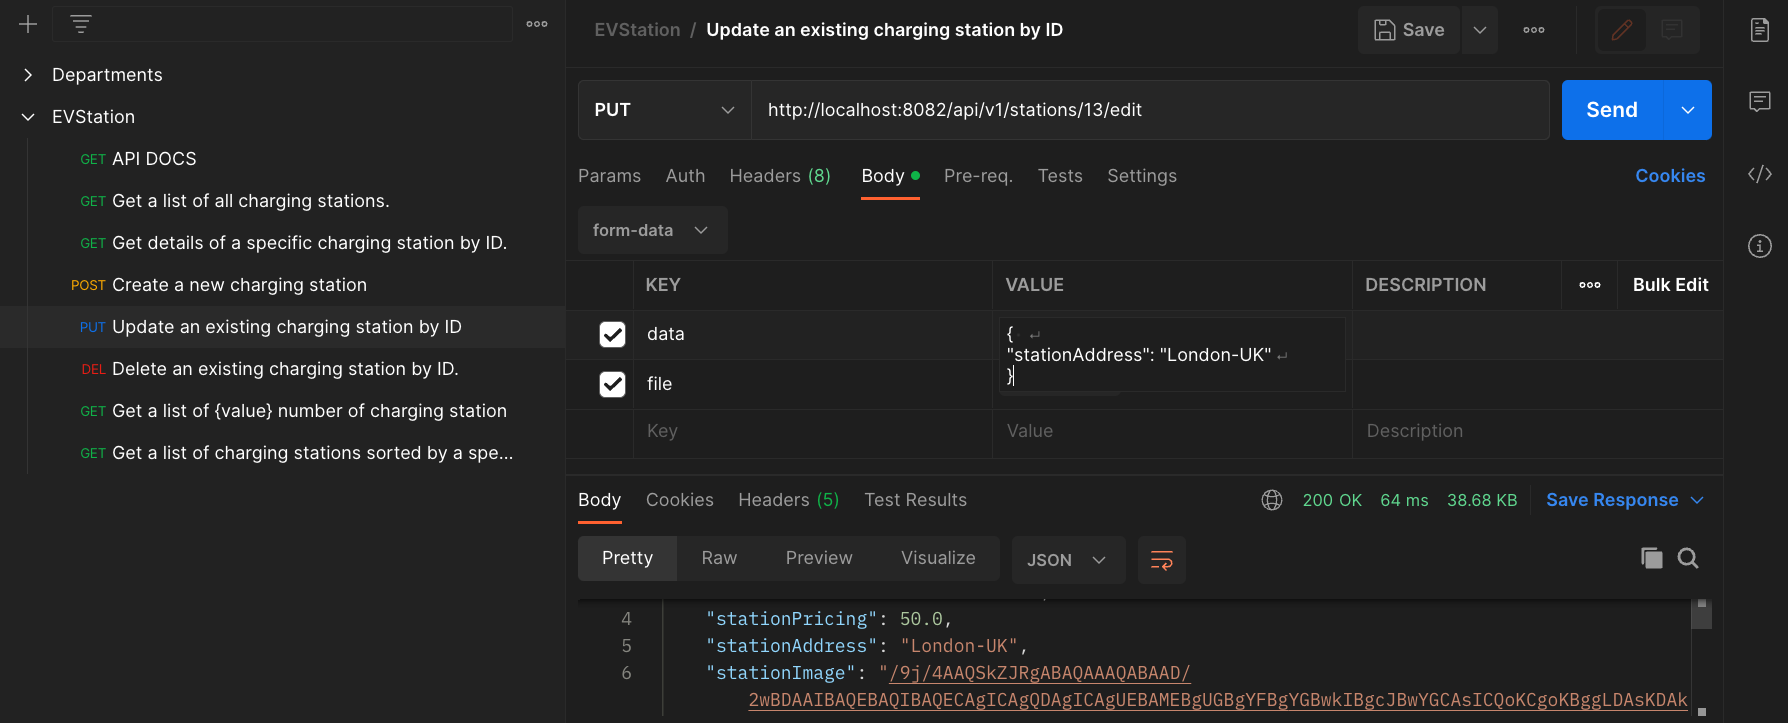 Departments
EVStation
GET API DOCS
GET Get a list of all charging stations.
GET Get details of a specific charging station by ID.
POST Create a new charging station
PUT Update an existing charging station by ID
DEL Delete an existing charging station by ID.
GET Get a list of {value} number of charging station
GET Get a list of charging stations sorted by a spe...
EVStation / Update an existing charging station by ID
Save
PUT http://localhost:8082/api/v1/stations/13/edit Send
Params Auth Headers (8) Body Pre-req. Tests Settings Cookies
form-data
KEY VALUE DESCRIPTION Bulk Edit
data
{
"stationAddress": "London-UK"
}
file
Key Value Description
Body Cookies Headers (5) Test Results 200 OK 64 ms 38.68 KB Save Response
Pretty Raw Preview Visualize JSON
4 "stationPricing": 50.0,
5 "stationAddress": "London-UK",
6 "stationImage": "/9j/4AAQSkZJRgABAQAAAQABAAD/
2wBDAAIBAQEBAQIBAQECAgICAgQDAgICAgUEBAMEBgUGBgYFBgYGBwkIBgcJBwYGCAsICQoKCgoKBggLDAsKDAk